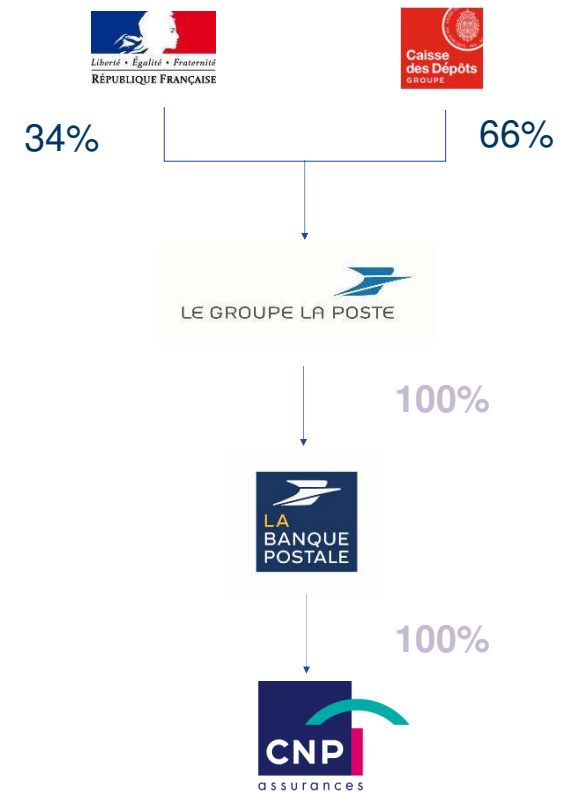 Liberté • Égalité • Fraternité
RÉPUBLIQUE FRANÇAISE
Caisse
des Dépôts
GROUPE
34%
66%
LE GROUPE LA POSTE
100%
LA
BANQUE
POSTALE
100%
CNP
assurances